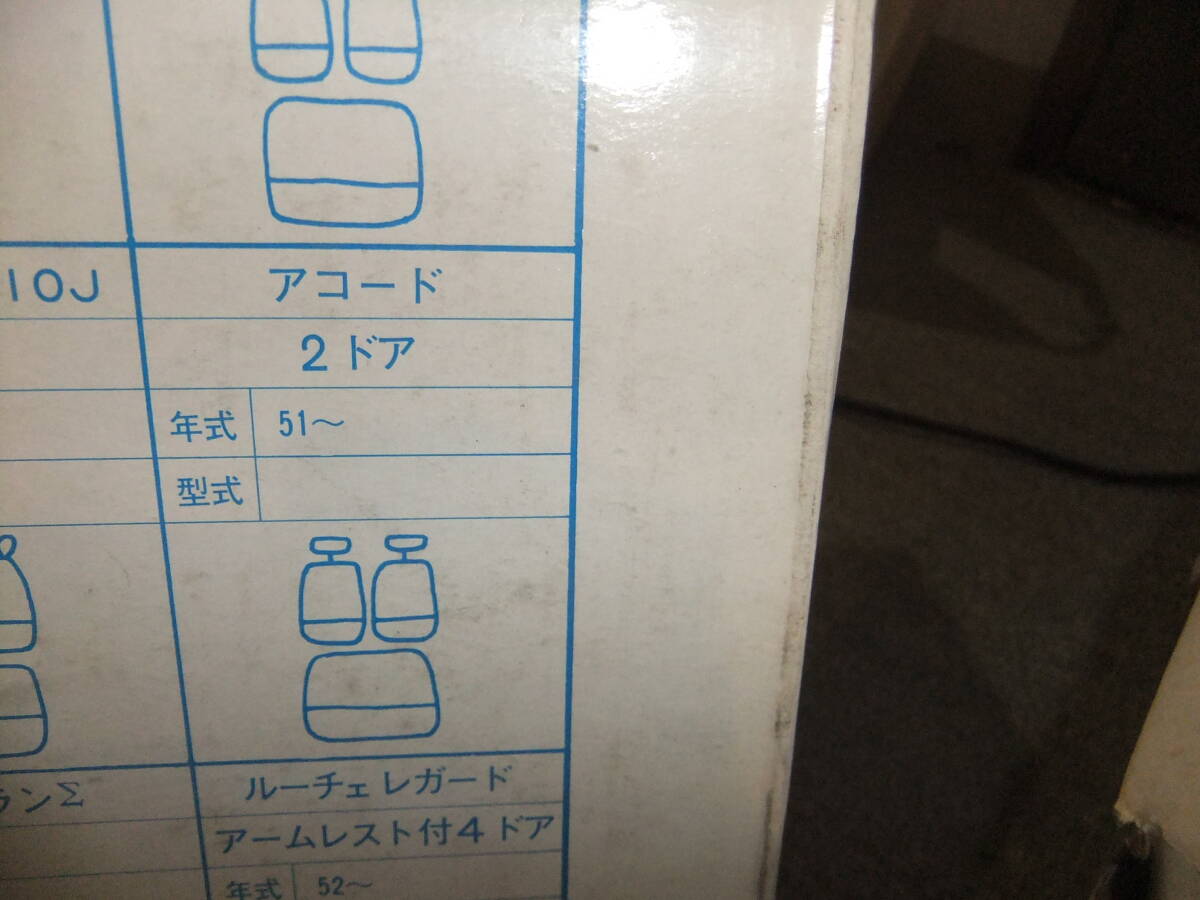 10J
アコード
2ドア
年式 51〜
型式
ランΣ
ルーチェレガード
アームレスト付4ドア
年式 52〜